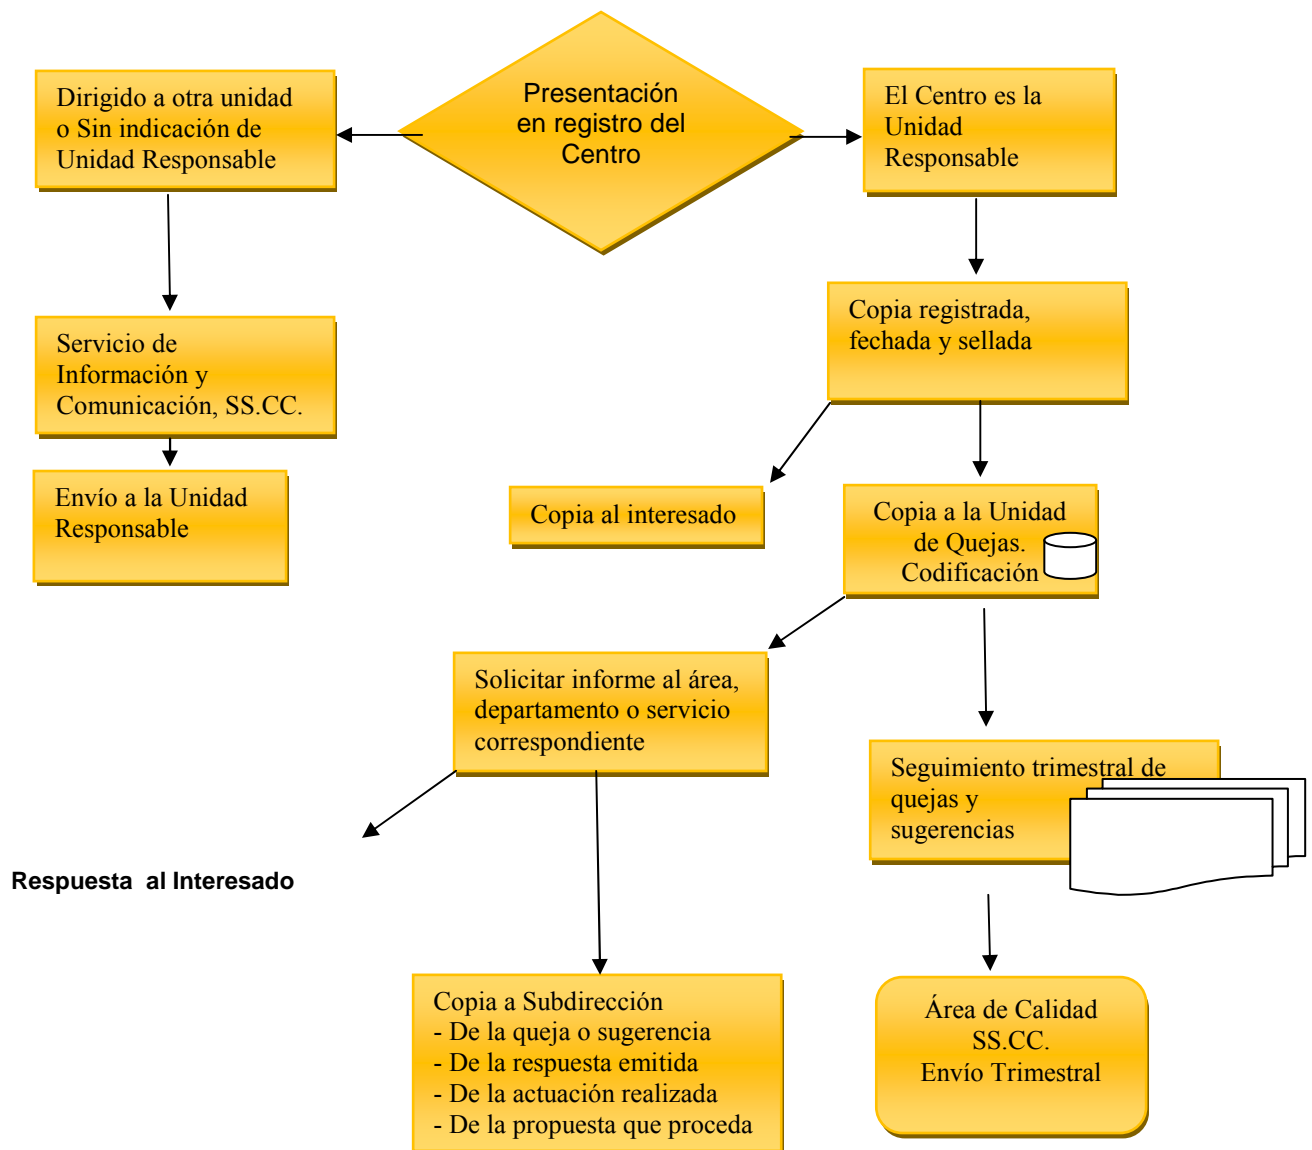 Presentación
en registro del
Centro
Dirigido a otra unidad
o Sin indicación de
Unidad Responsable
El Centro es la
Unidad
Responsable
Servicio de
Información y
Comunicación, SS.CC.
Envío a la Unidad
Responsable
Copia registrada,
fechada y sellada
Copia al interesado
Copia a la Unidad
de Quejas.
Codificación
Solicitar informe al área,
departamento o servicio
correspondiente
Seguimiento trimestral de
quejas y
sugerencias
Respuesta  al Interesado
Copia a Subdirección
- De la queja o sugerencia
- De la respuesta emitida
- De la actuación realizada
- De la propuesta que proceda
Área de Calidad
SS.CC.
Envío Trimestral